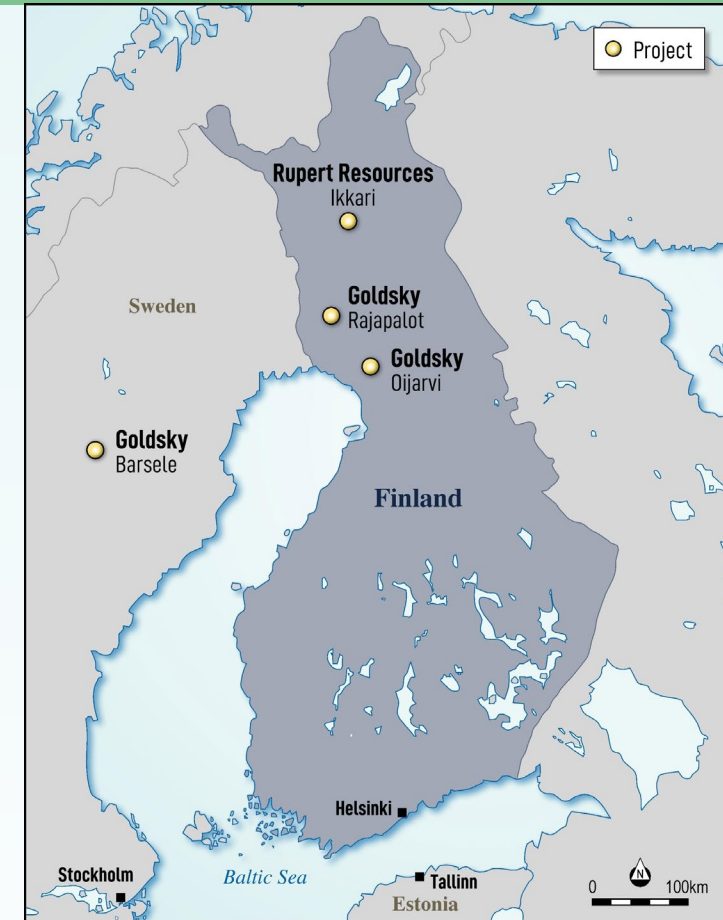 Project
Rupert Resources
Ikkari
Goldsky
Rajapalot
Sweden
Goldsky
Oijarvi
Goldsky
Barsele
Finland
Helsinki
Stockholm
Baltic Sea
Tallinn
Estonia
N
0 100km